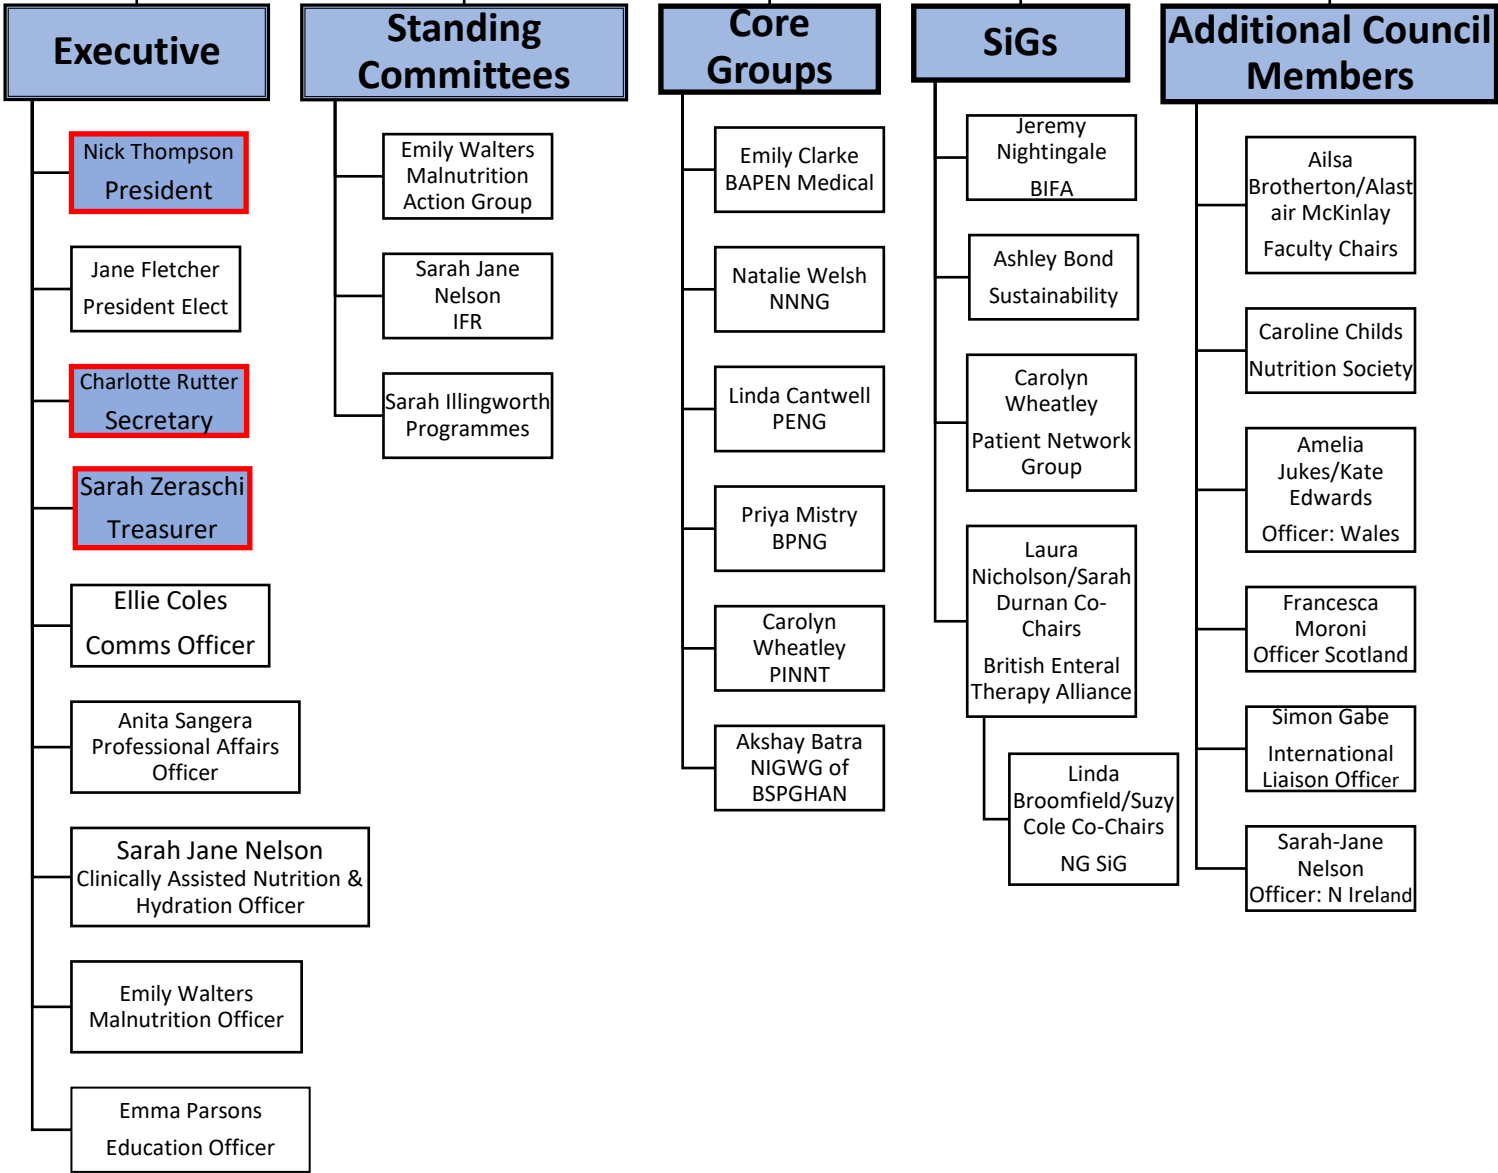 Executive
Nick Thompson
President
Jane Fletcher
President Elect
Charlotte Rutter
Secretary
Sarah Zeraschi
Treasurer
Ellie Coles
Comms Officer
Anita Sangera
Professional Affairs
Officer
Sarah Jane Nelson
Clinically Assisted Nutrition &
Hydration Officer
Emily Walters
Malnutrition Officer
Emma Parsons
Education Officer
Standing
Committees
Emily Walters
Malnutrition
Action Group
Sarah Jane
Nelson
IFR
Sarah Illingworth
Programmes
Core
Groups
Emily Clarke
BAPEN Medical
Natalie Welsh
NNNG
Linda Cantwell
PENG
Priya Mistry
BPNG
Carolyn
Wheatley
PINNT
Akshay Batra
NIGWG of
BSPGHAN
SiGs
Jeremy
Nightingale
BIFA
Ashley Bond
Sustainability
Carolyn
Wheatley
Patient Network
Group
Laura
Nicholson/Sarah
Durnan Co-
Chairs
British Enteral
Therapy Alliance
Linda
Broomfield/Suzy
Cole Co-Chairs
NG SiG
Additional Council
Members
Ailsa
Brotherton/Alast
air McKinlay
Faculty Chairs
Caroline Childs
Nutrition Society
Amelia
Jukes/Kate
Edwards
Officer: Wales
Francesca
Moroni
Officer Scotland
Simon Gabe
International
Liaison Officer
Sarah-Jane
Nelson
Officer: N Ireland